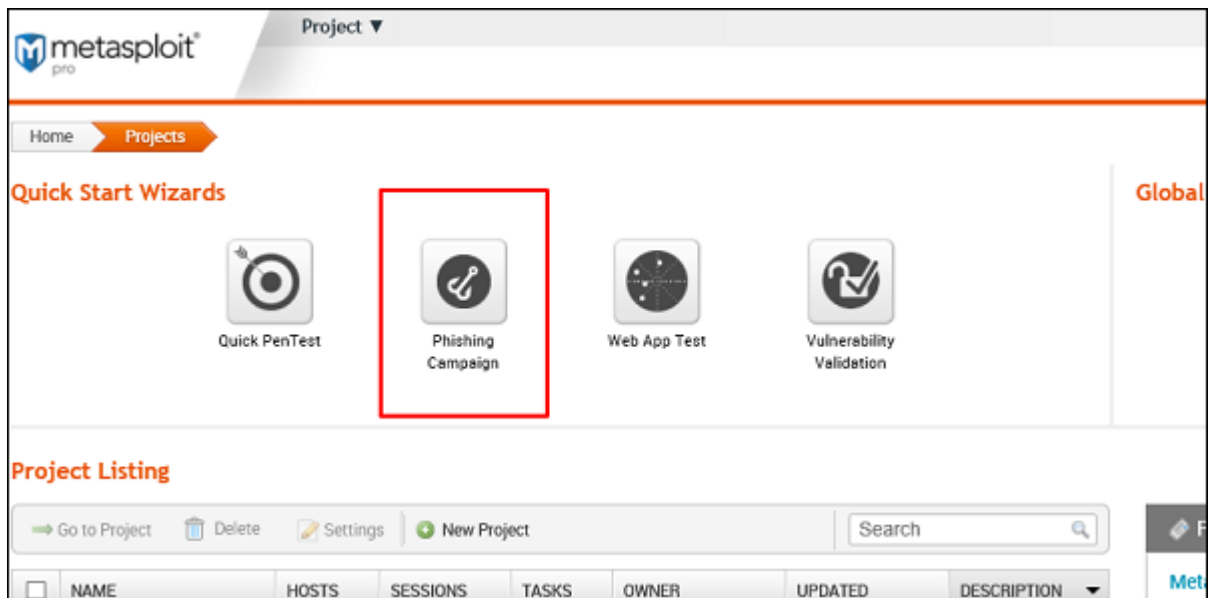 Project ▼
metasploit®
pro
Home
Projects
Quick Start Wizards
Global
Quick PenTest
Phishing
Campaign
Web App Test
Vulnerability
Validation
Project Listing
Go to Project
Delete
Settings
New Project
Search
F
NAME
HOSTS
SESSIONS
TASKS
OWNER
UPDATED
DESCRIPTION
Meta